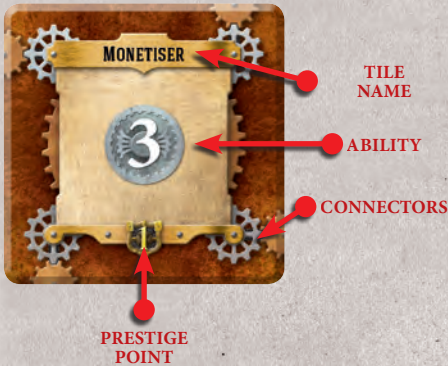 MONETISER
TILE
NAME
3
ABILITY
CONNECTORS
1
PRESTIGE
POINT